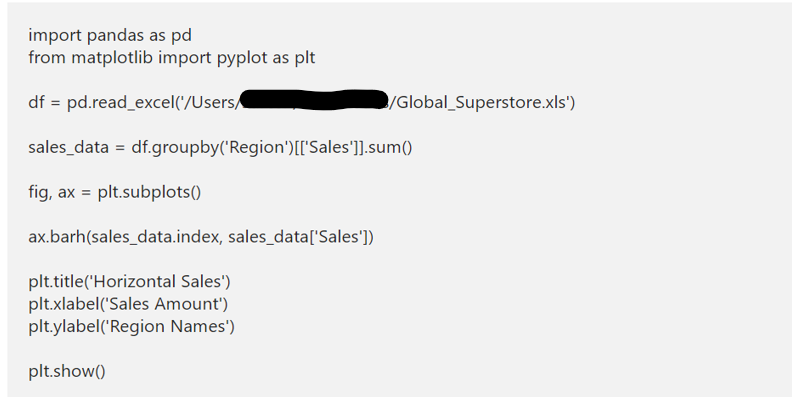 import pandas as pd
from matplotlib import pyplot as plt
df = pd.read_excel('/Users/ /Global_Superstore.xls')
sales_data = df.groupby('Region')[['Sales']].sum()
fig, ax = plt.subplots()
ax.barh(sales_data.index, sales_data['Sales'])
plt.title('Horizontal Sales')
plt.xlabel('Sales Amount')
plt.ylabel('Region Names')
plt.show()